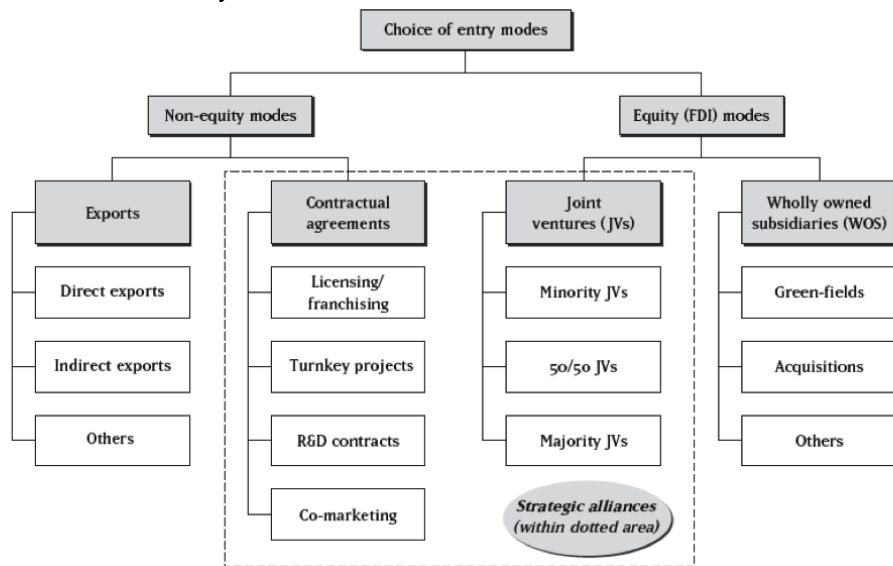 Choice of entry modes
Non-equity modes
Equity (FDI) modes
Exports
Contractual
agreements
Joint
ventures (JVs)
Wholly owned
subsidiaries (WOS)
Direct exports
Licensing/
franchising
Minority JVs
Green-fields
Indirect exports
Turnkey projects
50/50 JVs
Acquisitions
Others
R&D contracts
Majority JVs
Others
Co-marketing
Strategic alliances
(within dotted area)